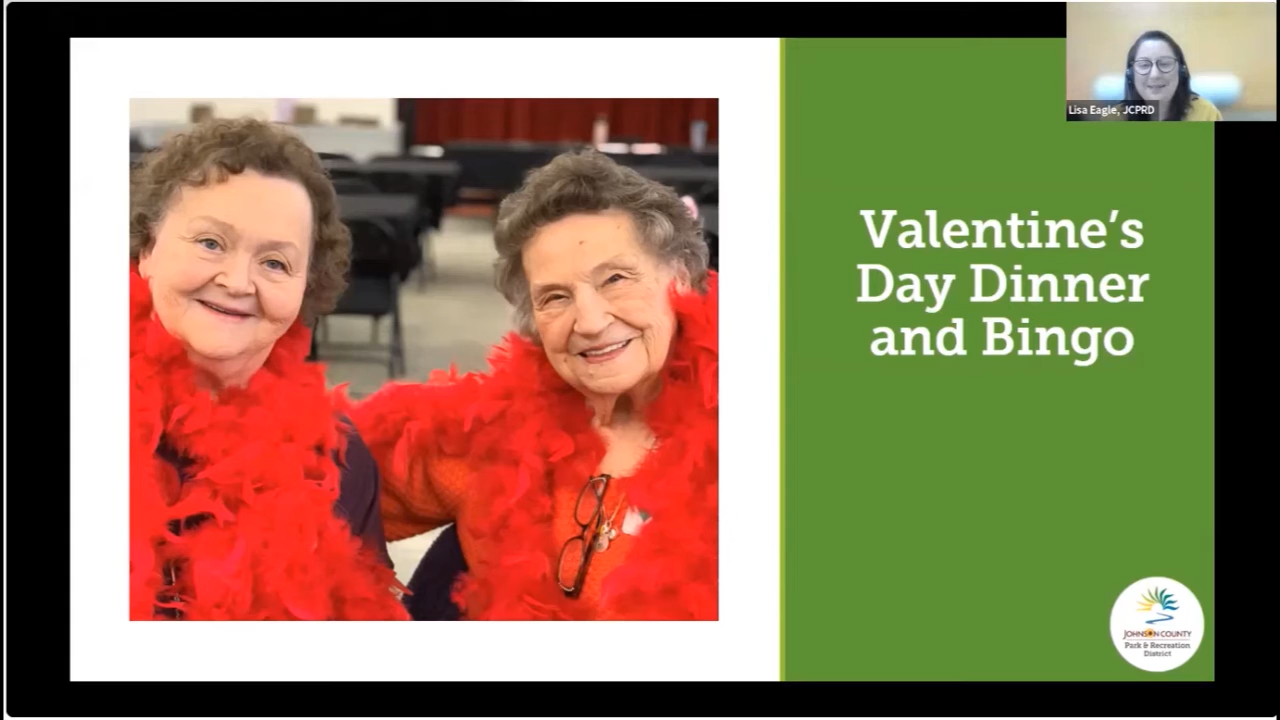 Lisa Eagle, JCPRD
Valentine's
Day Dinner
and Bingo
JOHNSON COUNTY
Park & Recreation
District